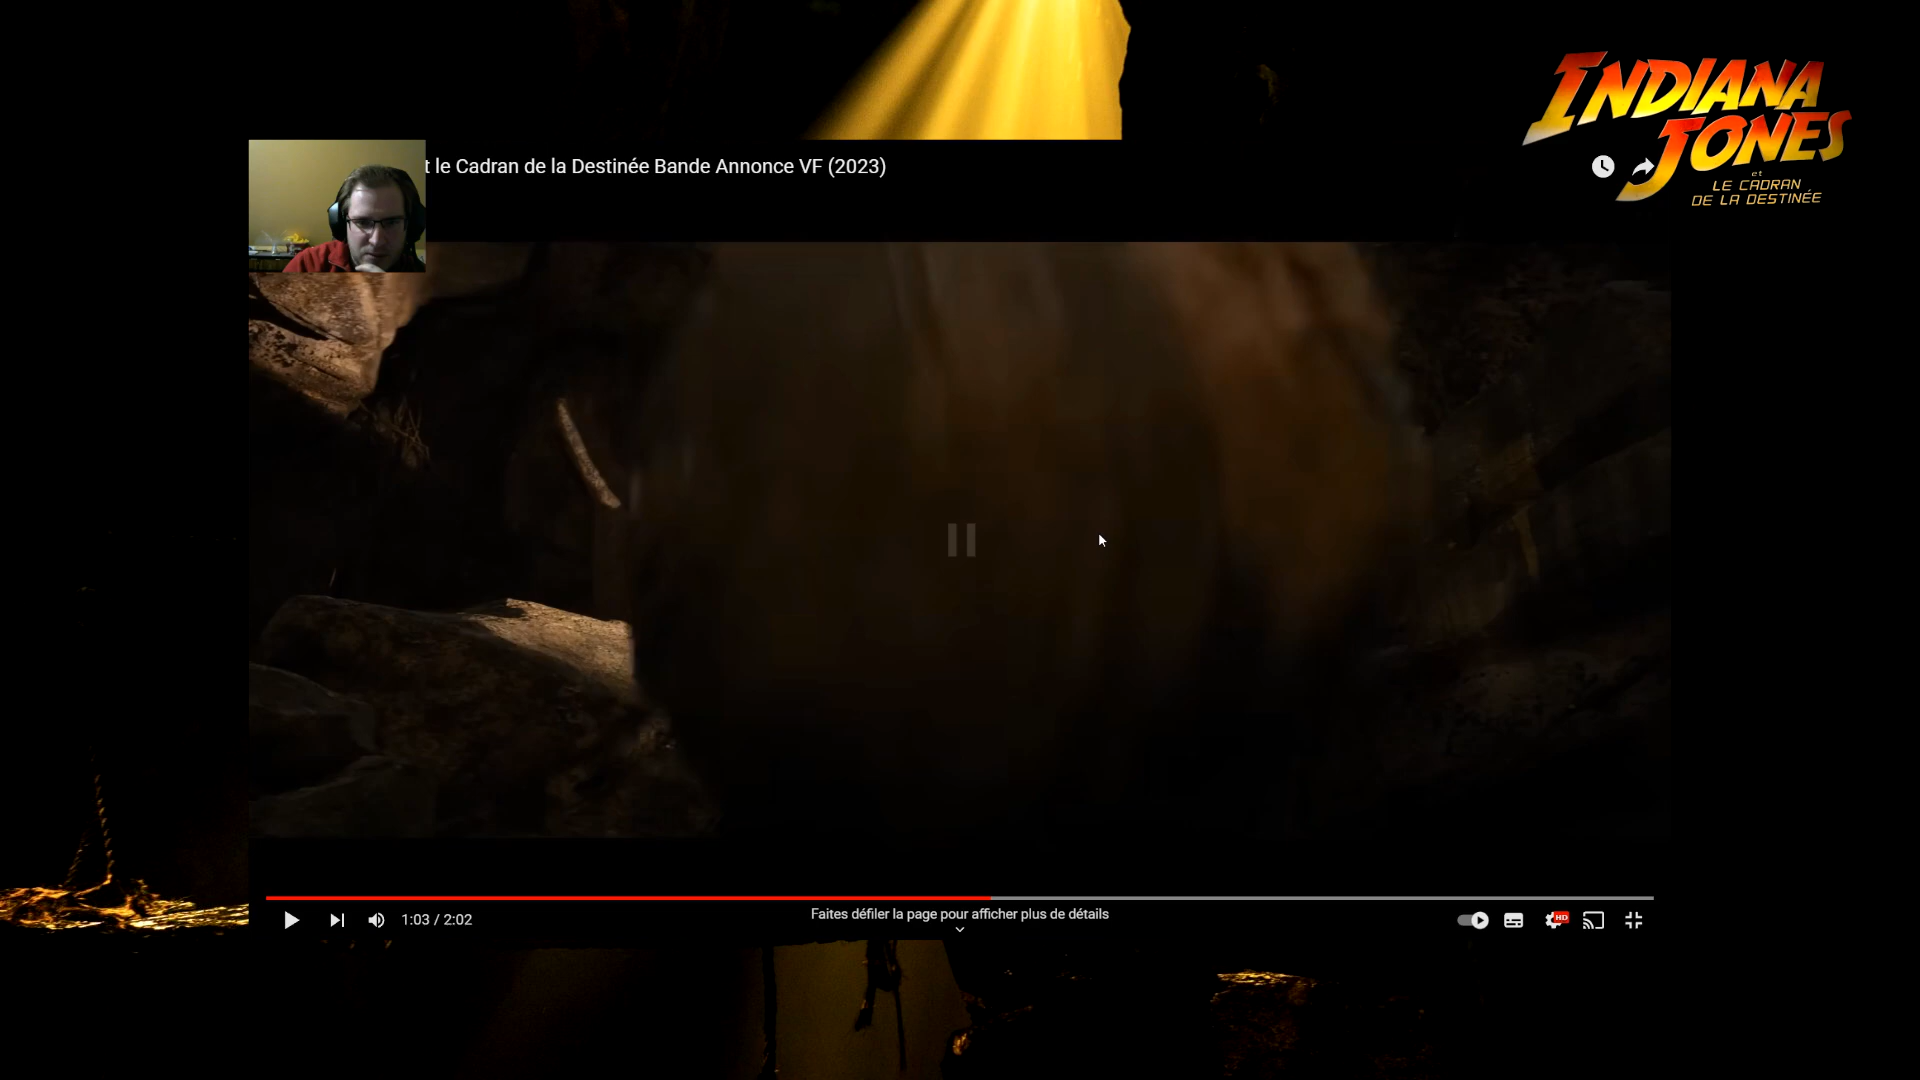 INDIANA
JONES
et
LE CADRAN
DE LA DESTINÉE
t le Cadran de la Destinée Bande Annonce VF (2023)
1:03 / 2:02
Faites défiler la page pour afficher plus de détails
HD